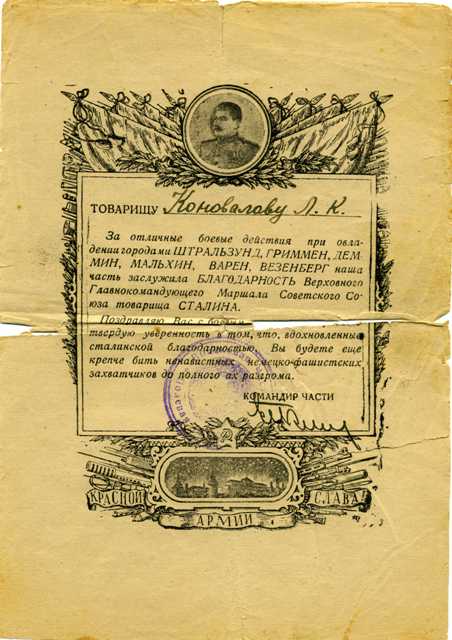 ТОВАРИЩУ Коновалову Л. К.
За отличные боевые действия при овла-
дении городами ШТРАЛЬЗУНД, ГРИММЕН, ДЕМ-
МИН, МАЛЬХИН, ВАРЕН, ВЕЗЕНБЕРГ наша
часть заслужила БЛАГОДАРНОСТЬ Верховного
Главнокомандующего Маршала Советского Со-
юза товарища СТАЛИНА.
Поздравляю Вас с
твердую уверенность в том, что, вдохновленные
сталинской благодарностью, Вы будете еще
крепче бить ненавистных немецко-фашистских
захватчиков до полного их разгрома.
КОМАНДИР ЧАСТИ
КРАСНОЙ АРМИИ СЛАВА!